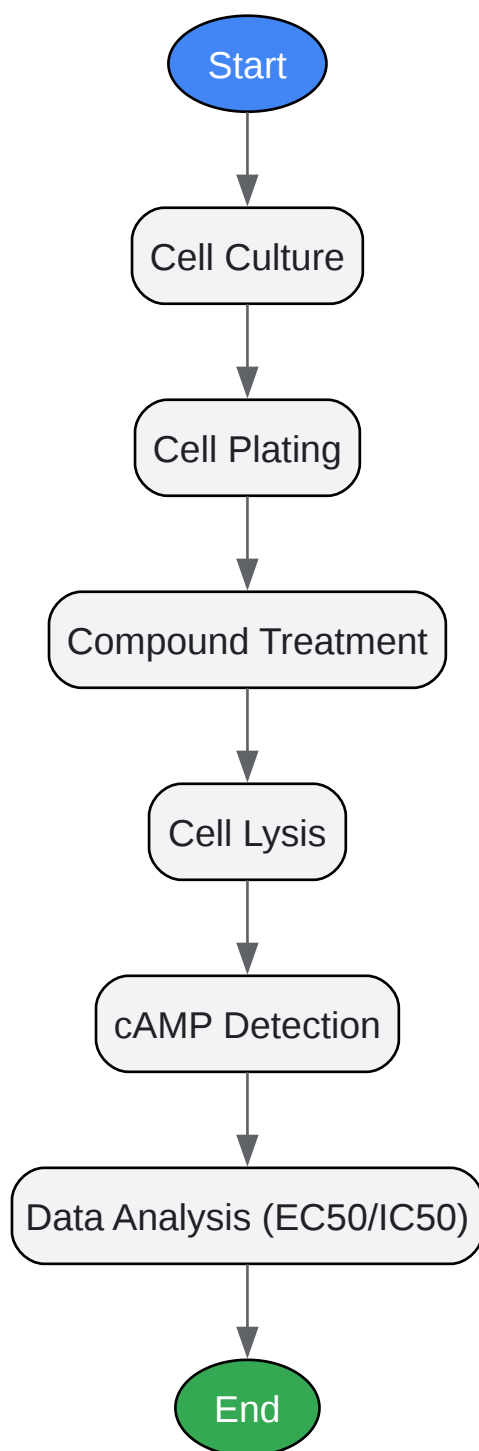 Start
Cell Culture
Cell Plating
Compound Treatment
Cell Lysis
cAMP Detection
Data Analysis (EC50/IC50)
End